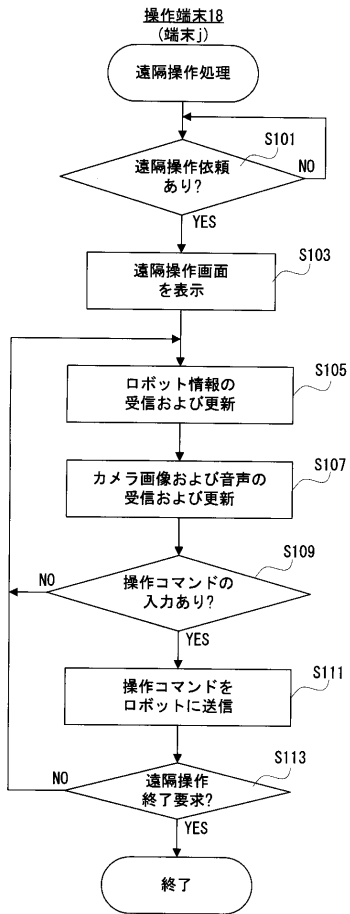 操作端末18
(端末j)
遠隔操作処理
S101
遠隔操作依頼
あり?
NO
YES
S103
遠隔操作画面
を表示
S105
ロボット情報の
受信および更新
S107
カメラ画像および音声の
受信および更新
S109
NO
操作コマンドの
入力あり?
YES
S111
操作コマンドを
ロボットに送信
S113
NO
遠隔操作
終了要求?
YES
終了